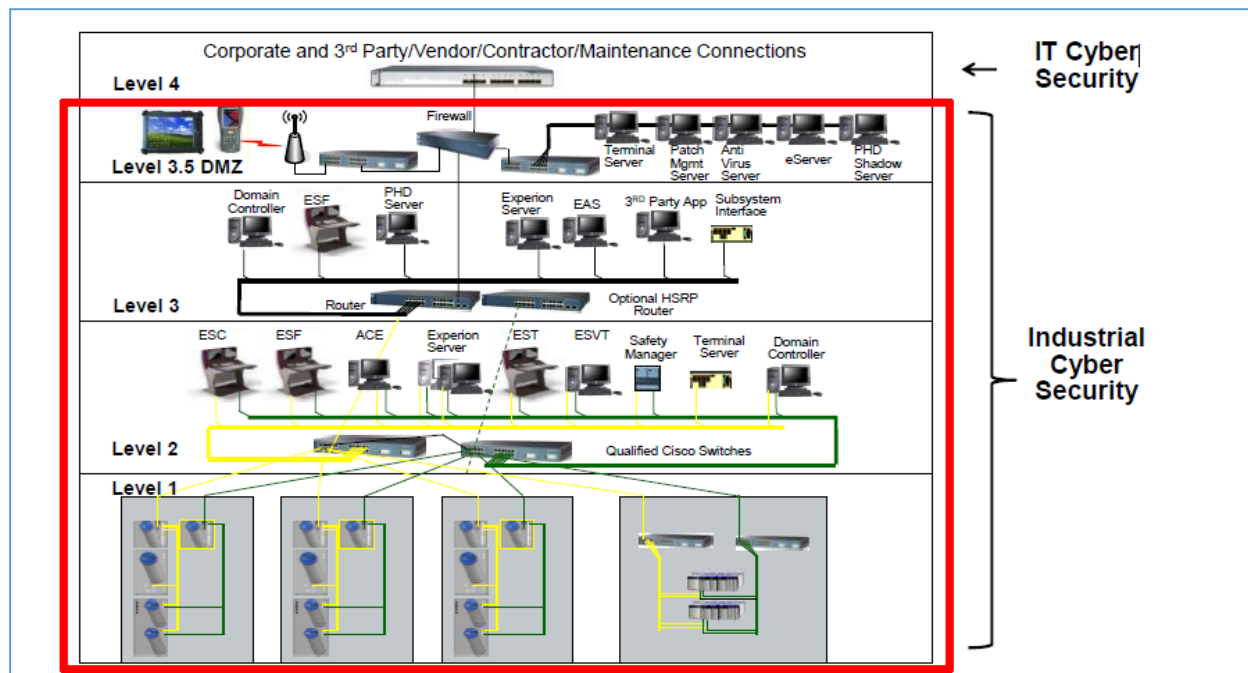 Corporate and 3rd Party/Vendor/Contractor/Maintenance Connections
Level 4
IT Cyber
Security
Firewall
Level 3.5 DMZ
Terminal
Server
Patch
Mgmt
Server
Anti
Virus
Server
eServer
PHD
Shadow
Server
Domain
Controller
ESF
PHD
Server
Experion
Server
EAS
3RD Party App
Subsystem
Interface
Level 3
Router
Optional HSRP
Router
Industrial
Cyber
Security
ESC
ESF
ACE
Experion
Server
EST
ESVT
Safety
Manager
Terminal
Server
Domain
Controller
Level 2
Qualified Cisco Switches
Level 1